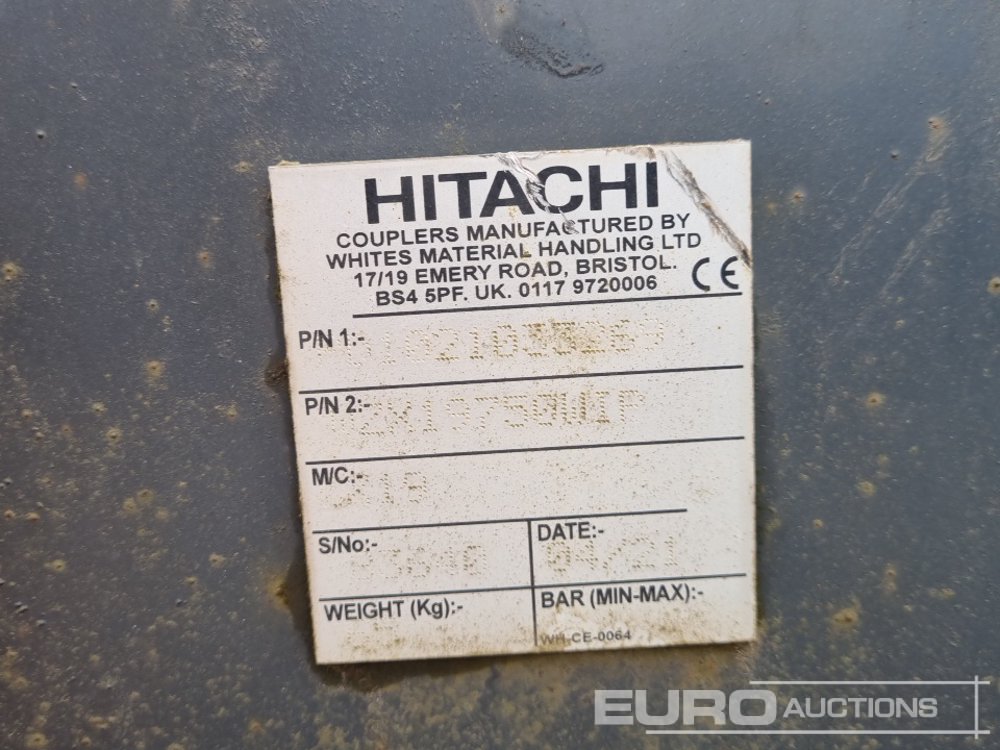 HITACHI
COUPLERS MANUFACTURED BY
WHITES MATERIAL HANDLING LTD
17/19 EMERY ROAD, BRISTOL.
BS4 5PF. UK. 0117 9720006
CE
P/N 1:-
P/N 2:-
M/C:-
S/No:-
DATE:- 04/21
WEIGHT (Kg):-
BAR (MIN-MAX):-
WH-CE-0064
EURO AUCTIONS